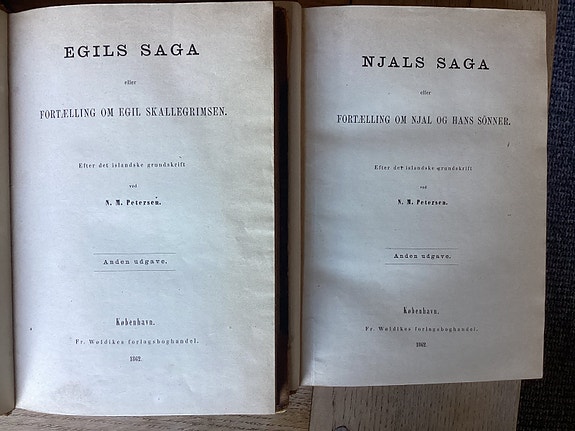 EGILS SAGA
eller
FORTÆLLING OM EGIL SKALLEGRIMSEN.
Efter det islandske grundskrift
ved
N. M. Petersen.
Anden udgave.
København.
Fr. Wøldikes forlagsboghandel.
1862.
NJALS SAGA
eller
FORTÆLLING OM NJAL OG HANS SÖNNER.
Efter det islandske grundskrift
ved
N. M. Petersen.
Anden udgave.
København.
Fr. Wøldikes forlagsboghandel.
1862.